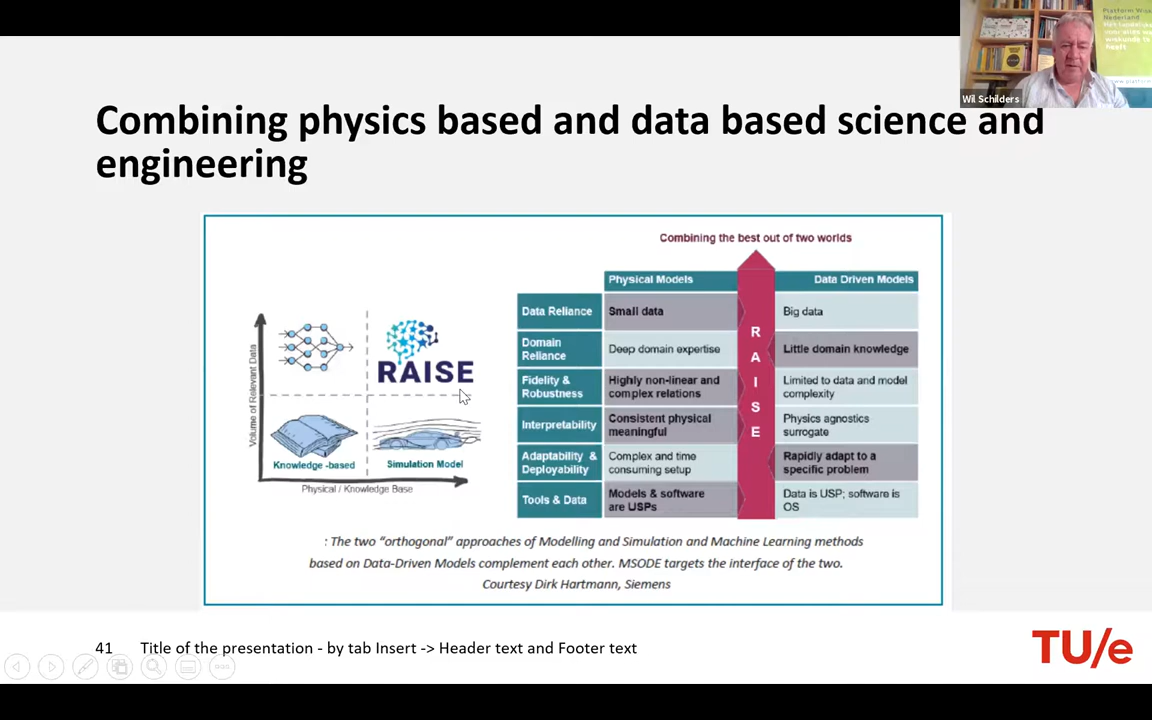 Platform Wis
Nederland
Wil Schilders
Combining physics based and data based science and
engineering
Combining the best out of two worlds
Physical Models
Data Driven Models
Data Reliance
Small data
Big data
Domain
Reliance
Deep domain expertise
Little domain knowledge
Fidelity &
Robustness
Highly non-linear and
complex relations
Limited to data and model
complexity
Interpretability
Consistent physical
meaningful
Physics agnostics
surrogate
Adaptability &
Deployability
Complex and time
consuming setup
Rapidly adapt to a
specific problem
Tools & Data
Models & software
are USPs
Data is USP; software is
OS
R
A
I
S
E
Volume of Relevant Data
RAISE
Knowledge -based
Simulation Model
Physical / Knowledge Base
: The two “orthogonal” approaches of Modelling and Simulation and Machine Learning methods
based on Data-Driven Models complement each other. MSODE targets the interface of the two.
Courtesy Dirk Hartmann, Siemens
41
Title of the presentation - by tab Insert -> Header text and Footer text
TU/e